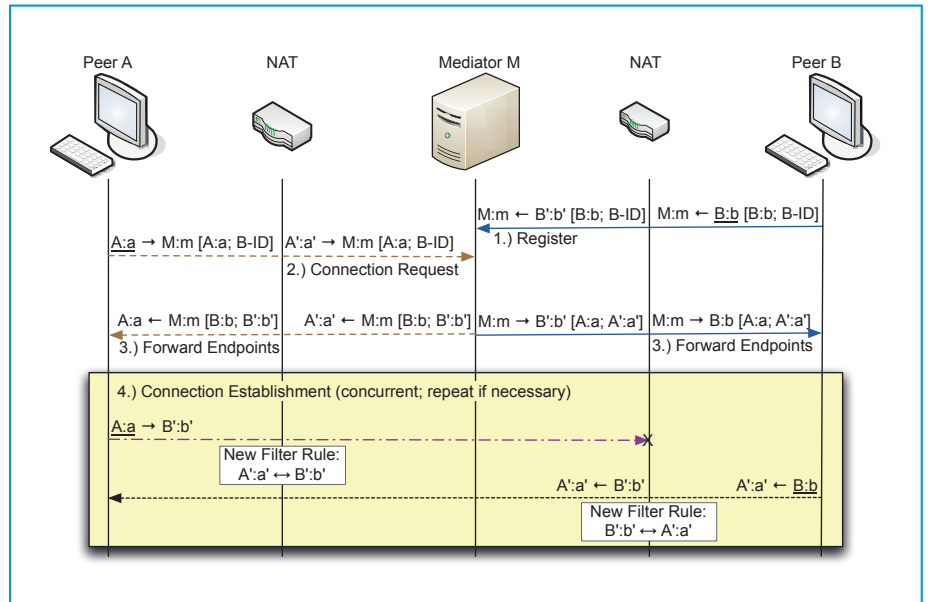 Peer A NAT Mediator M NAT Peer B
M:m ← B':b' [B:b; B-ID] M:m ← B:b [B:b; B-ID]
1.) Register
A:a → M:m [A:a; B-ID] A':a' → M:m [A:a; B-ID]
2.) Connection Request
A:a ← M:m [B:b; B':b'] A':a' ← M:m [B:b; B':b'] M:m → B':b' [A:a; A':a'] M:m → B:b [A:a; A':a']
3.) Forward Endpoints 3.) Forward Endpoints
4.) Connection Establishment (concurrent; repeat if necessary)
A:a → B':b'
X
New Filter Rule:
A':a' ↔ B':b'
A':a' ← B':b' A':a' ← B:b
New Filter Rule:
B':b' ↔ A':a'